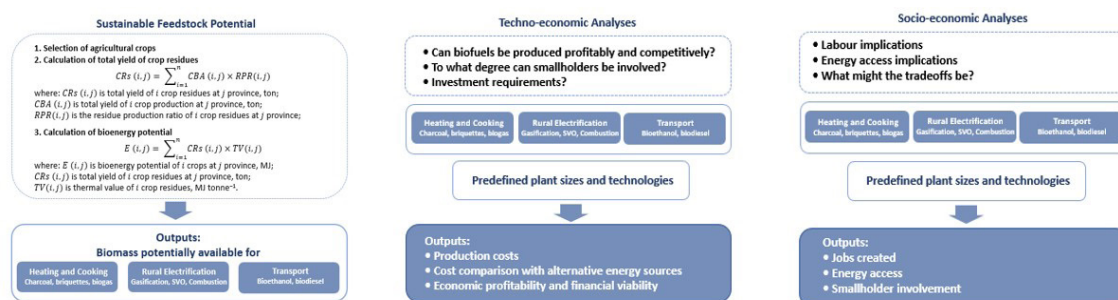 Sustainable Feedstock Potential
1. Selection of agricultural crops
2. Calculation of total yield of crop residues
CRs (i,j) = ∑ⁿᵢ₌₁ CBA (i,j) × RPR(i,j)
where: CRs (i,j) is total yield of i crop residues at j province, ton;
CBA (i,j) is total yield of i crop production at j province, ton;
RPR(i,j) is the residue production ratio of i crop residues at j province;
3. Calculation of bioenergy potential
E (i,j) = ∑ⁿᵢ₌₁ CRs (i,j) × TV(i,j)
where: E (i,j) is bioenergy potential of i crops at j province, MJ;
CRs (i,j) is total yield of i crop residues at j province, ton;
TV(i,j) is thermal value of i crop residues, MJ tonne⁻¹.
Outputs:
Biomass potentially available for
Heating and Cooking
Charcoal, briquettes, biogas
Rural Electrification
Gasification, SVO, Combustion
Transport
Bioethanol, biodiesel
Techno-economic Analyses
• Can biofuels be produced profitably and competitively?
• To what degree can smallholders be involved?
• Investment requirements?
Heating and Cooking
Charcoal, briquettes, biogas
Rural Electrification
Gasification, SVO, Combustion
Transport
Bioethanol, biodiesel
Predefined plant sizes and technologies
Outputs:
• Production costs
• Cost comparison with alternative energy sources
• Economic profitability and financial viability
Socio-economic Analyses
• Labour implications
• Energy access implications
• What might the tradeoffs be?
Heating and Cooking
Charcoal, briquettes, biogas
Rural Electrification
Gasification, SVO, Combustion
Transport
Bioethanol, biodiesel
Predefined plant sizes and technologies
Outputs:
• Jobs created
• Energy access
• Smallholder involvement